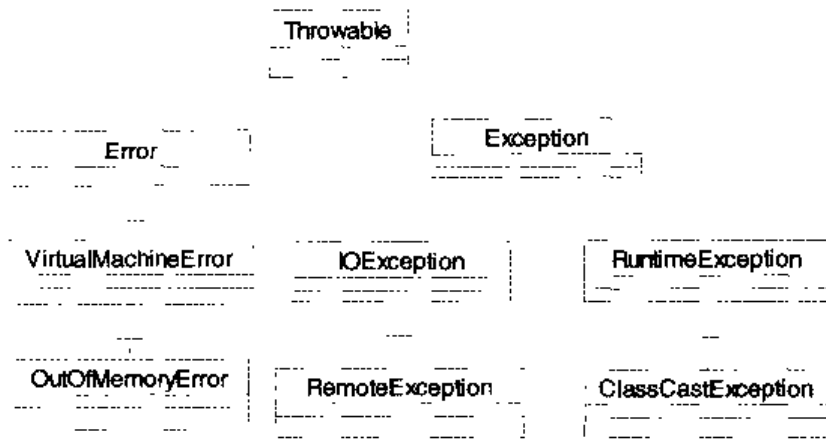 Throwable
Error
Exception
VirtualMachineError
IOException
RuntimeException
OutOfMemoryError
RemoteException
ClassCastException